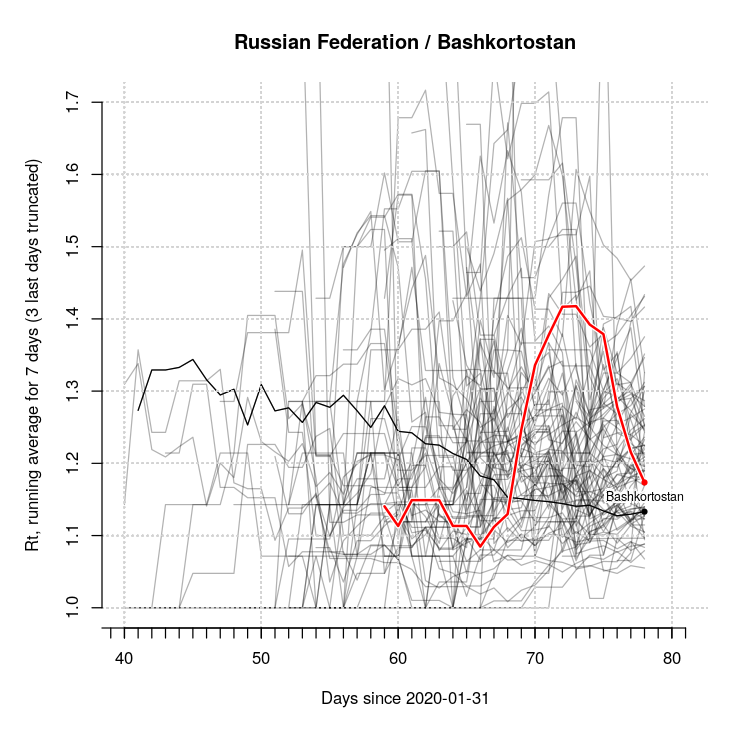 Russian Federation / Bashkortostan
Rt, running average for 7 days (3 last days truncated)
1.7
1.6
1.5
1.4
1.3
1.2
1.1
1.0
Bashkortostan
40 50 60 70 80
Days since 2020-01-31